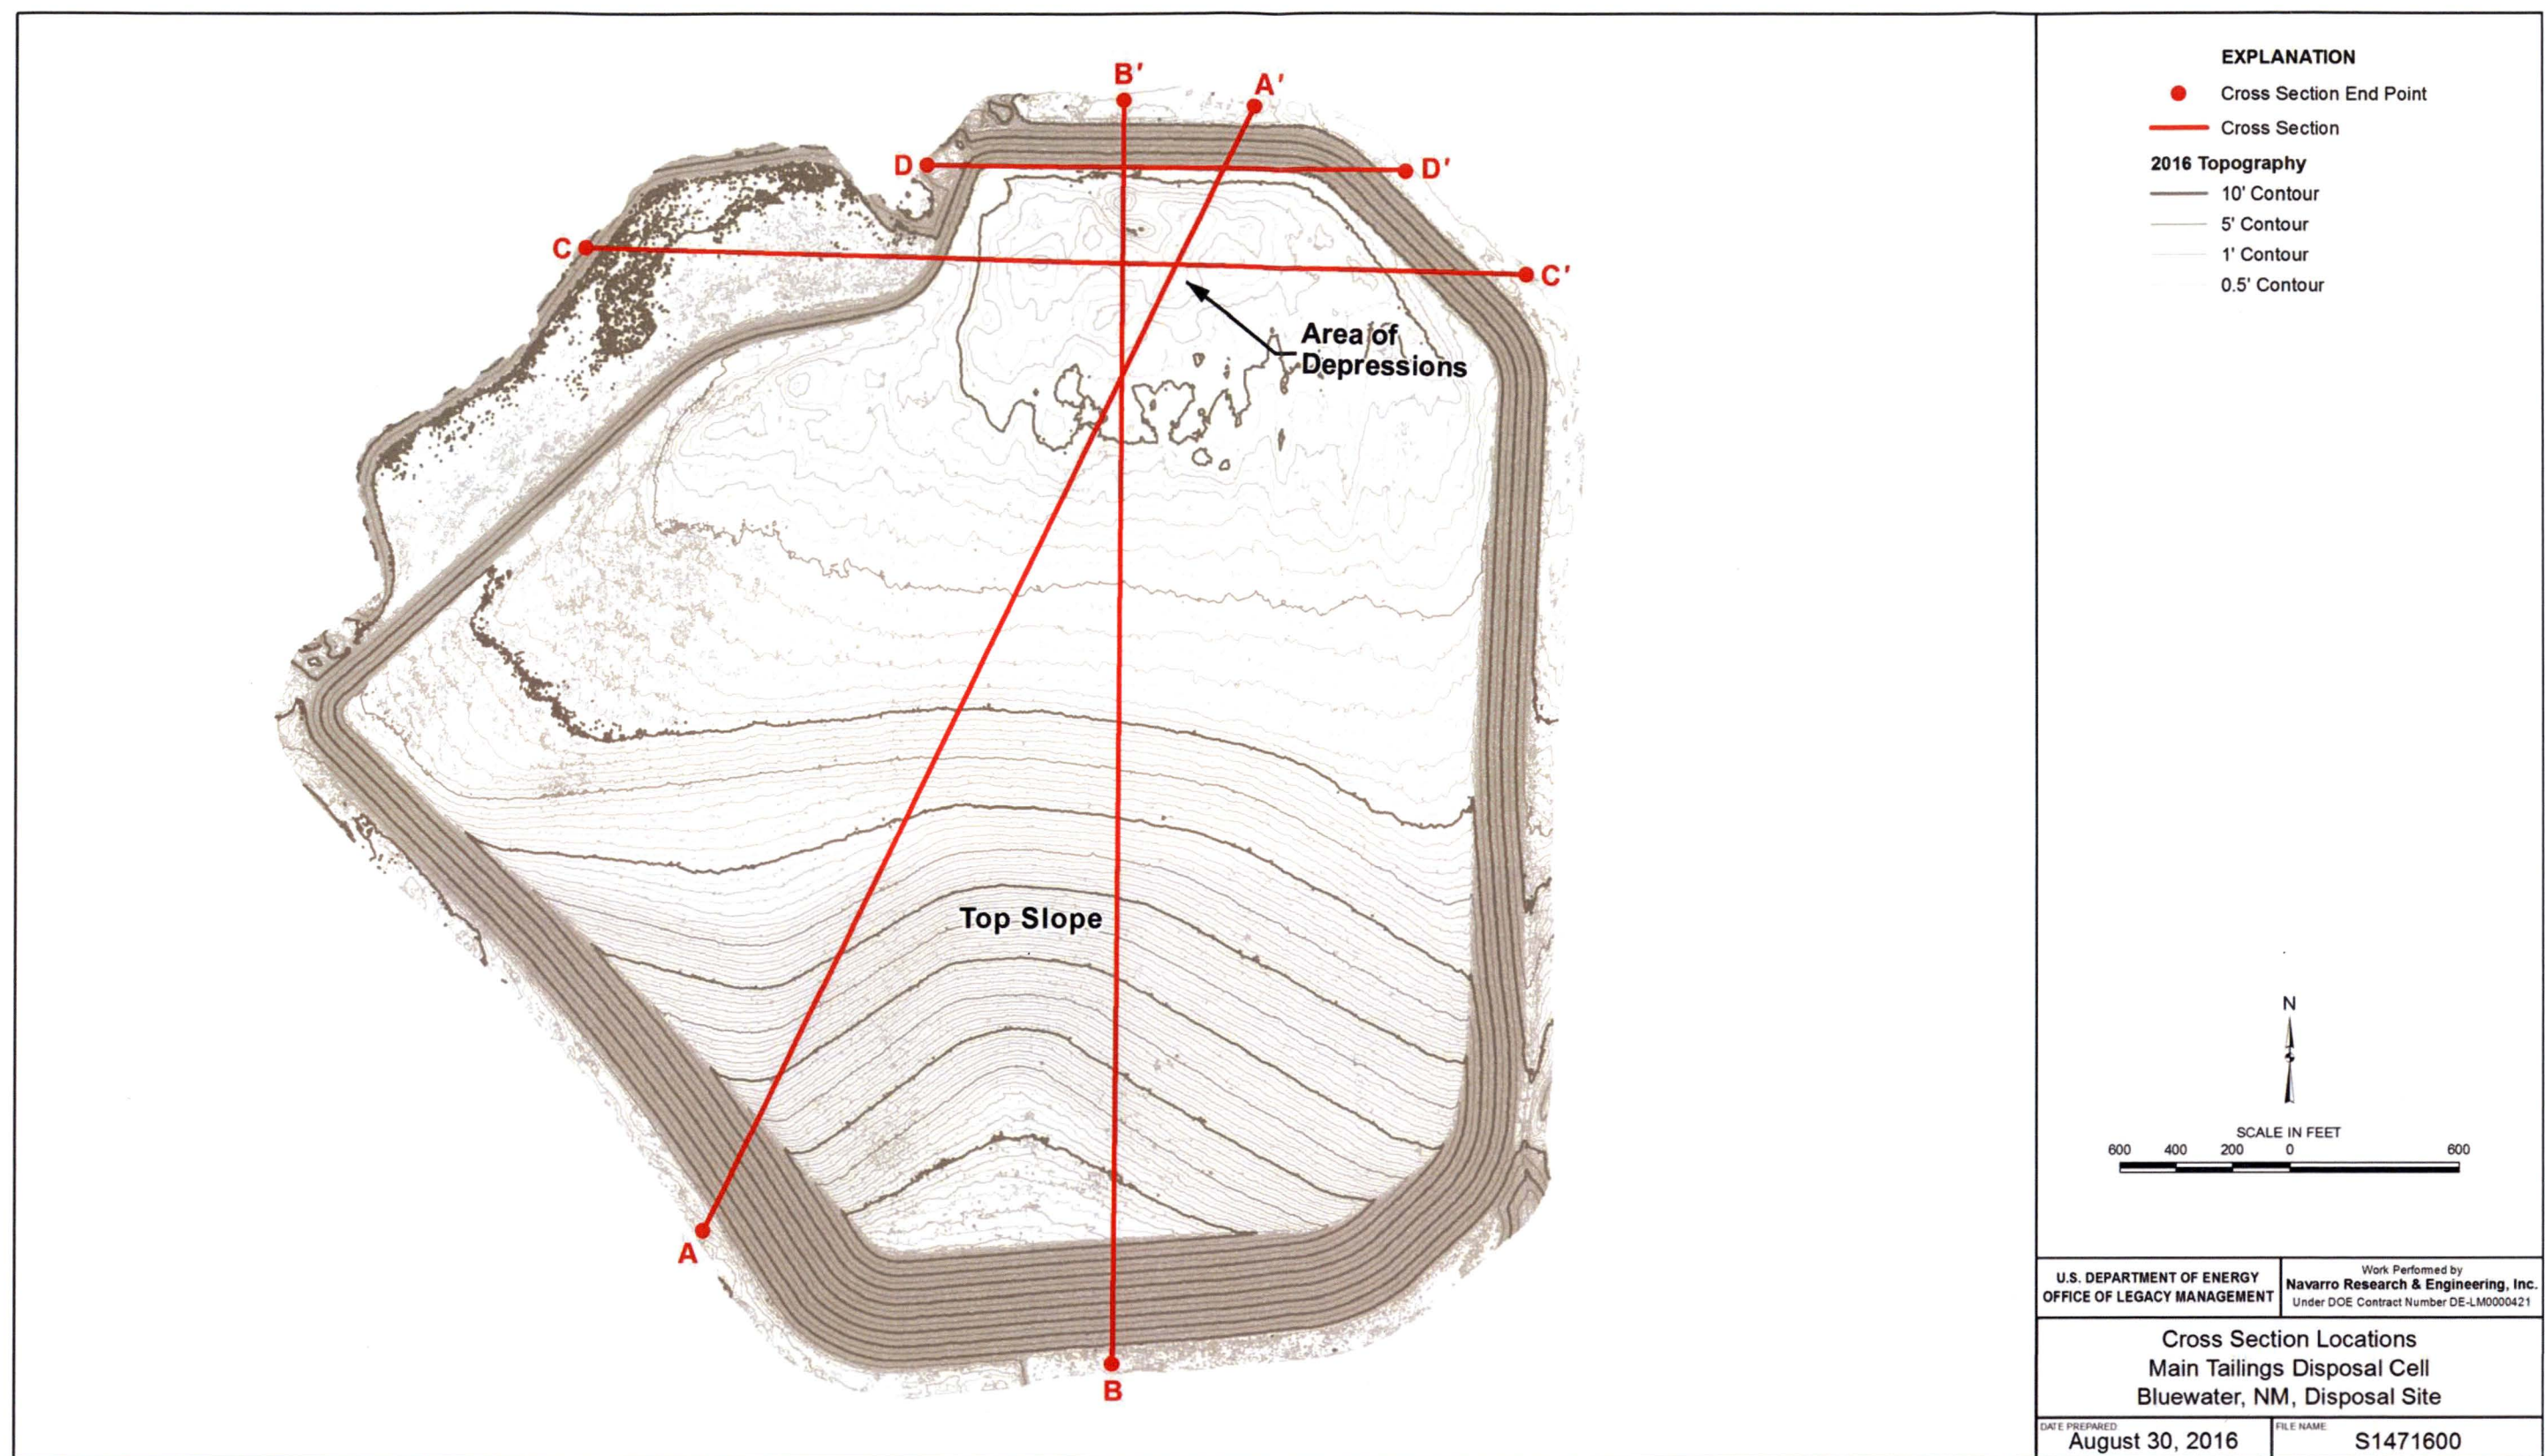 B′
A′
D
D′
C
C′
Area of
Depressions
Top Slope
A
B
EXPLANATION
Cross Section End Point
Cross Section
2016 Topography
10' Contour
5' Contour
1' Contour
0.5' Contour
N
SCALE IN FEET
600 400 200 0 600
U.S. DEPARTMENT OF ENERGY
OFFICE OF LEGACY MANAGEMENT
Work Performed by
Navarro Research & Engineering, Inc.
Under DOE Contract Number DE-LM0000421
Cross Section Locations
Main Tailings Disposal Cell
Bluewater, NM, Disposal Site
DATE PREPARED
August 30, 2016
FILE NAME
S1471600